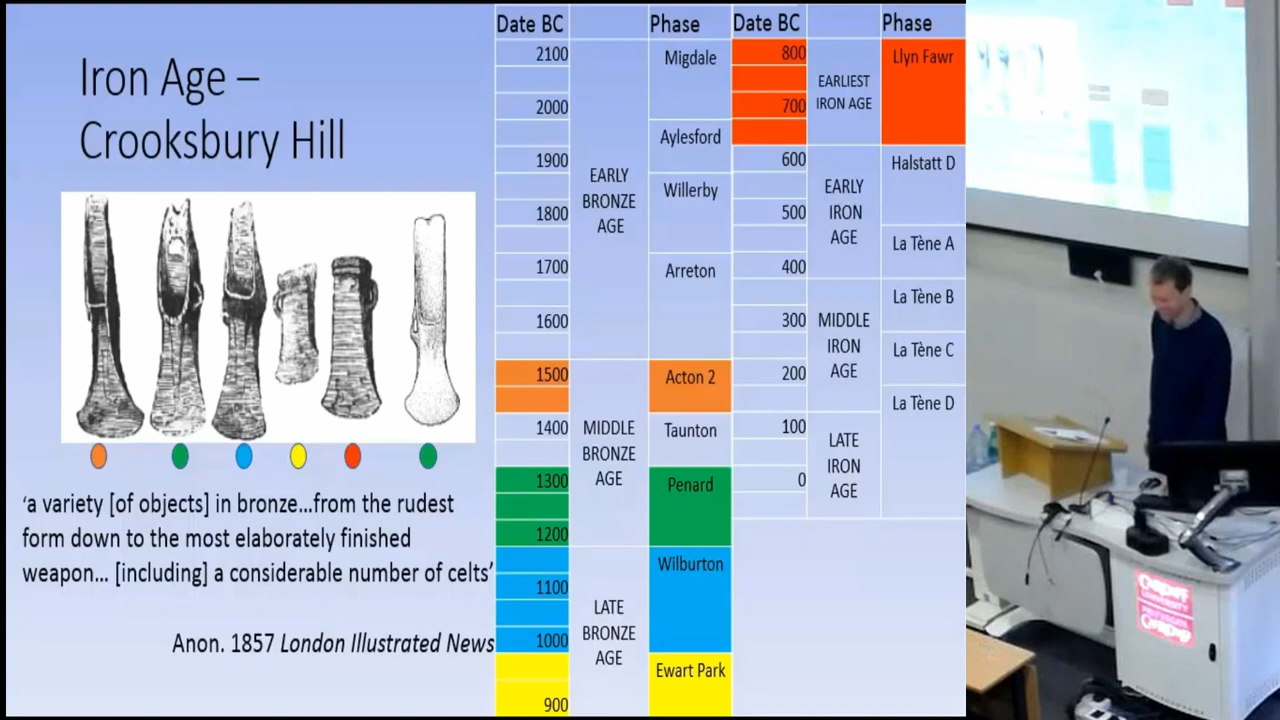 Iron Age –
Crooksbury Hill
‘a variety [of objects] in bronze...from the rudest
form down to the most elaborately finished
weapon... [including] a considerable number of celts’
Anon. 1857 London Illustrated News
Date BC Phase
2100 Migdale
2000
Aylesford
1900
EARLY
BRONZE
AGE
Willerby
1800
1700 Arreton
1600
1500 Acton 2
1400 Taunton
MIDDLE
BRONZE
AGE
1300 Penard
1200
Wilburton
1100
LATE
BRONZE
AGE
1000
Ewart Park
900
Date BC Phase
800 Llyn Fawr
EARLIEST
IRON AGE
700
600 Halstatt D
EARLY
IRON
AGE
500
La Tène A
400
La Tène B
300
MIDDLE
IRON
AGE
La Tène C
200
La Tène D
100
LATE
IRON
AGE
0
CARDIFF
UNIVERSITY
PRIFYSGOL
CAERDYDD